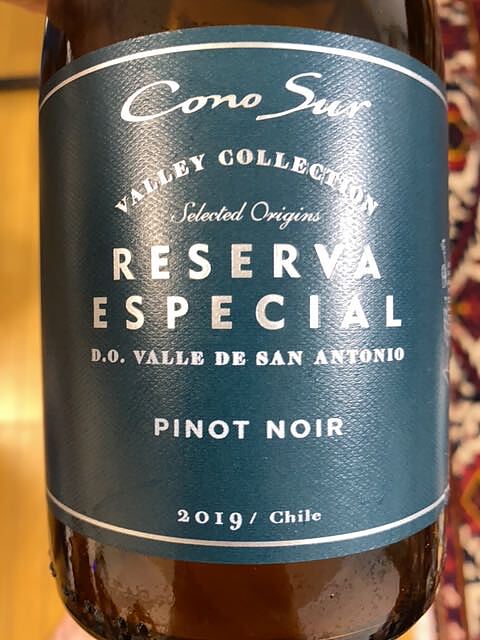 Cono Sur
VALLEY COLLECTION
Selected Origins
RESERVA
ESPECIAL
D.O. VALLE DE SAN ANTONIO
PINOT NOIR
2019 / Chile